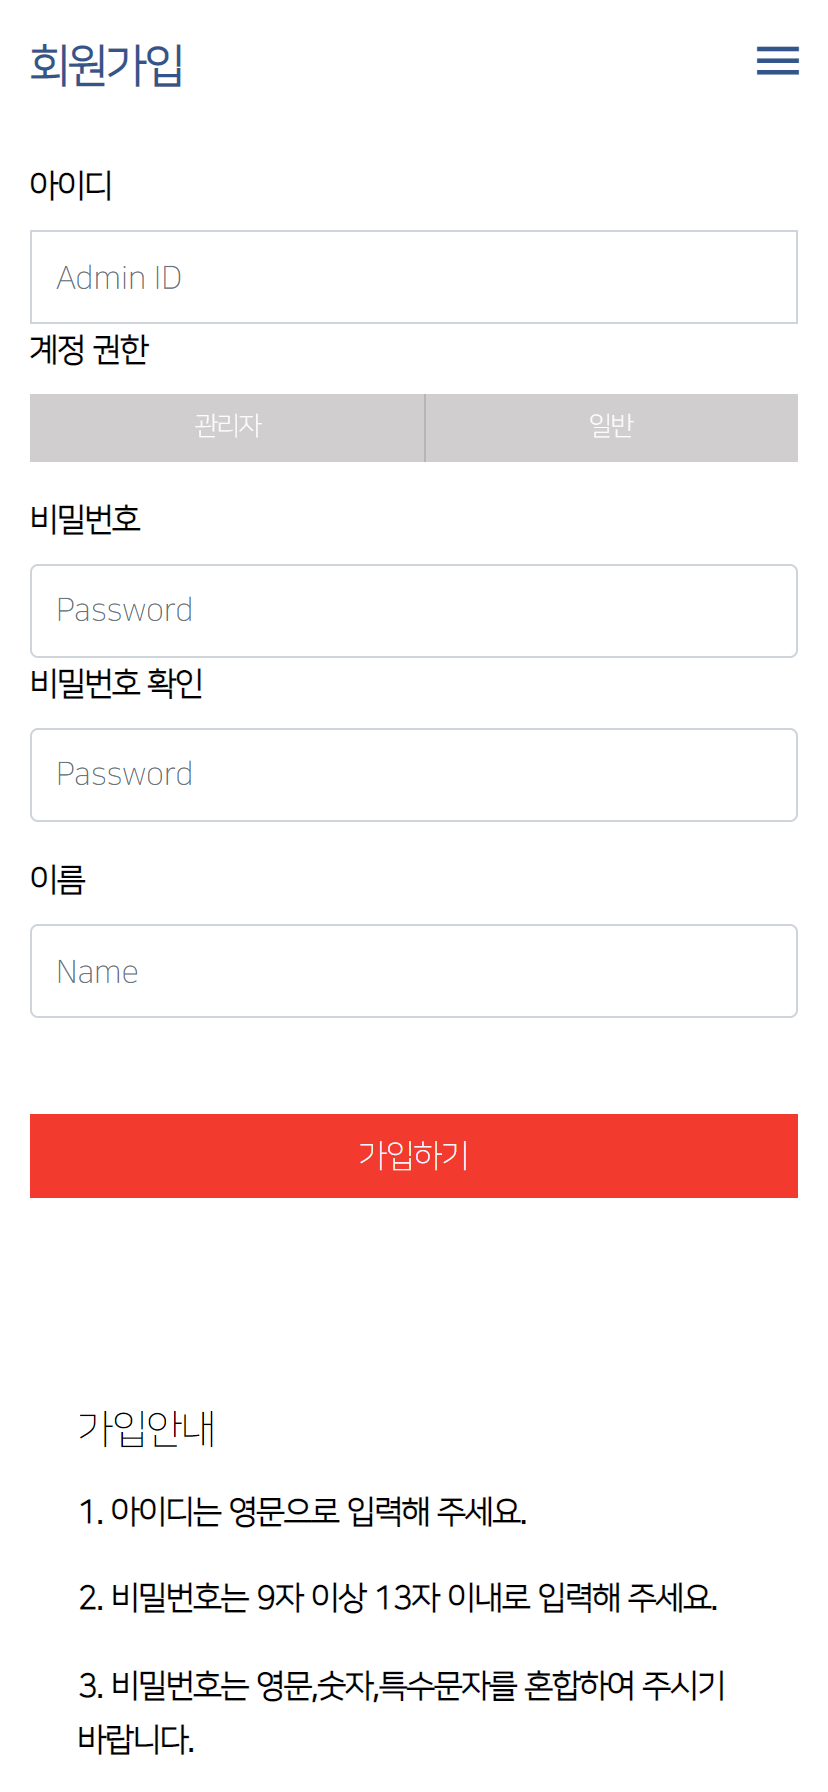 회원가입
아이디
Admin ID
계정 권한
관리자 일반
비밀번호
Password
비밀번호 확인
Password
이름
Name
가입하기
가입안내
1. 아이디는 영문으로 입력해 주세요.
2. 비밀번호는 9자 이상 13자 이내로 입력해 주세요.
3. 비밀번호는 영문,숫자,특수문자를 혼합하여 주시기
바랍니다.